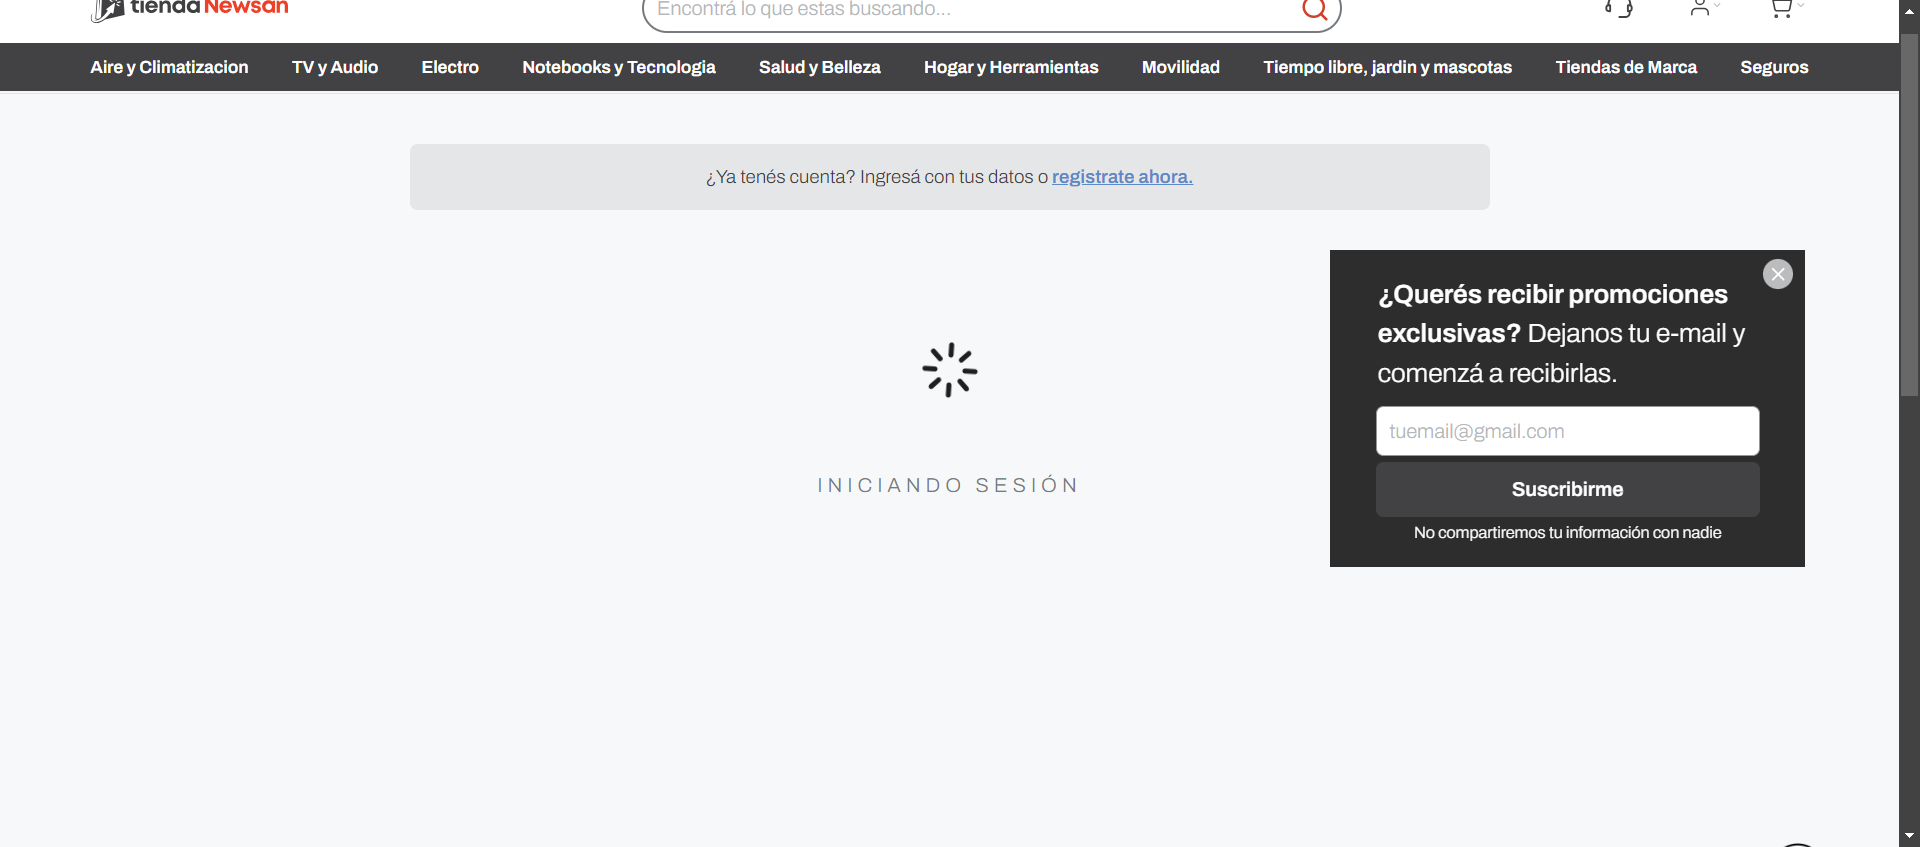 tienda Newsan
Encontrá lo que estas buscando...
Aire y Climatizacion TV y Audio Electro Notebooks y Tecnologia Salud y Belleza Hogar y Herramientas Movilidad Tiempo libre, jardin y mascotas Tiendas de Marca Seguros
¿Ya tenés cuenta? Ingresá con tus datos o registrate ahora.
¿Querés recibir promociones
exclusivas? Dejanos tu e-mail y
comenzá a recibirlas.
tuemail@gmail.com
Suscribirme
No compartiremos tu información con nadie
INICIANDO SESIÓN